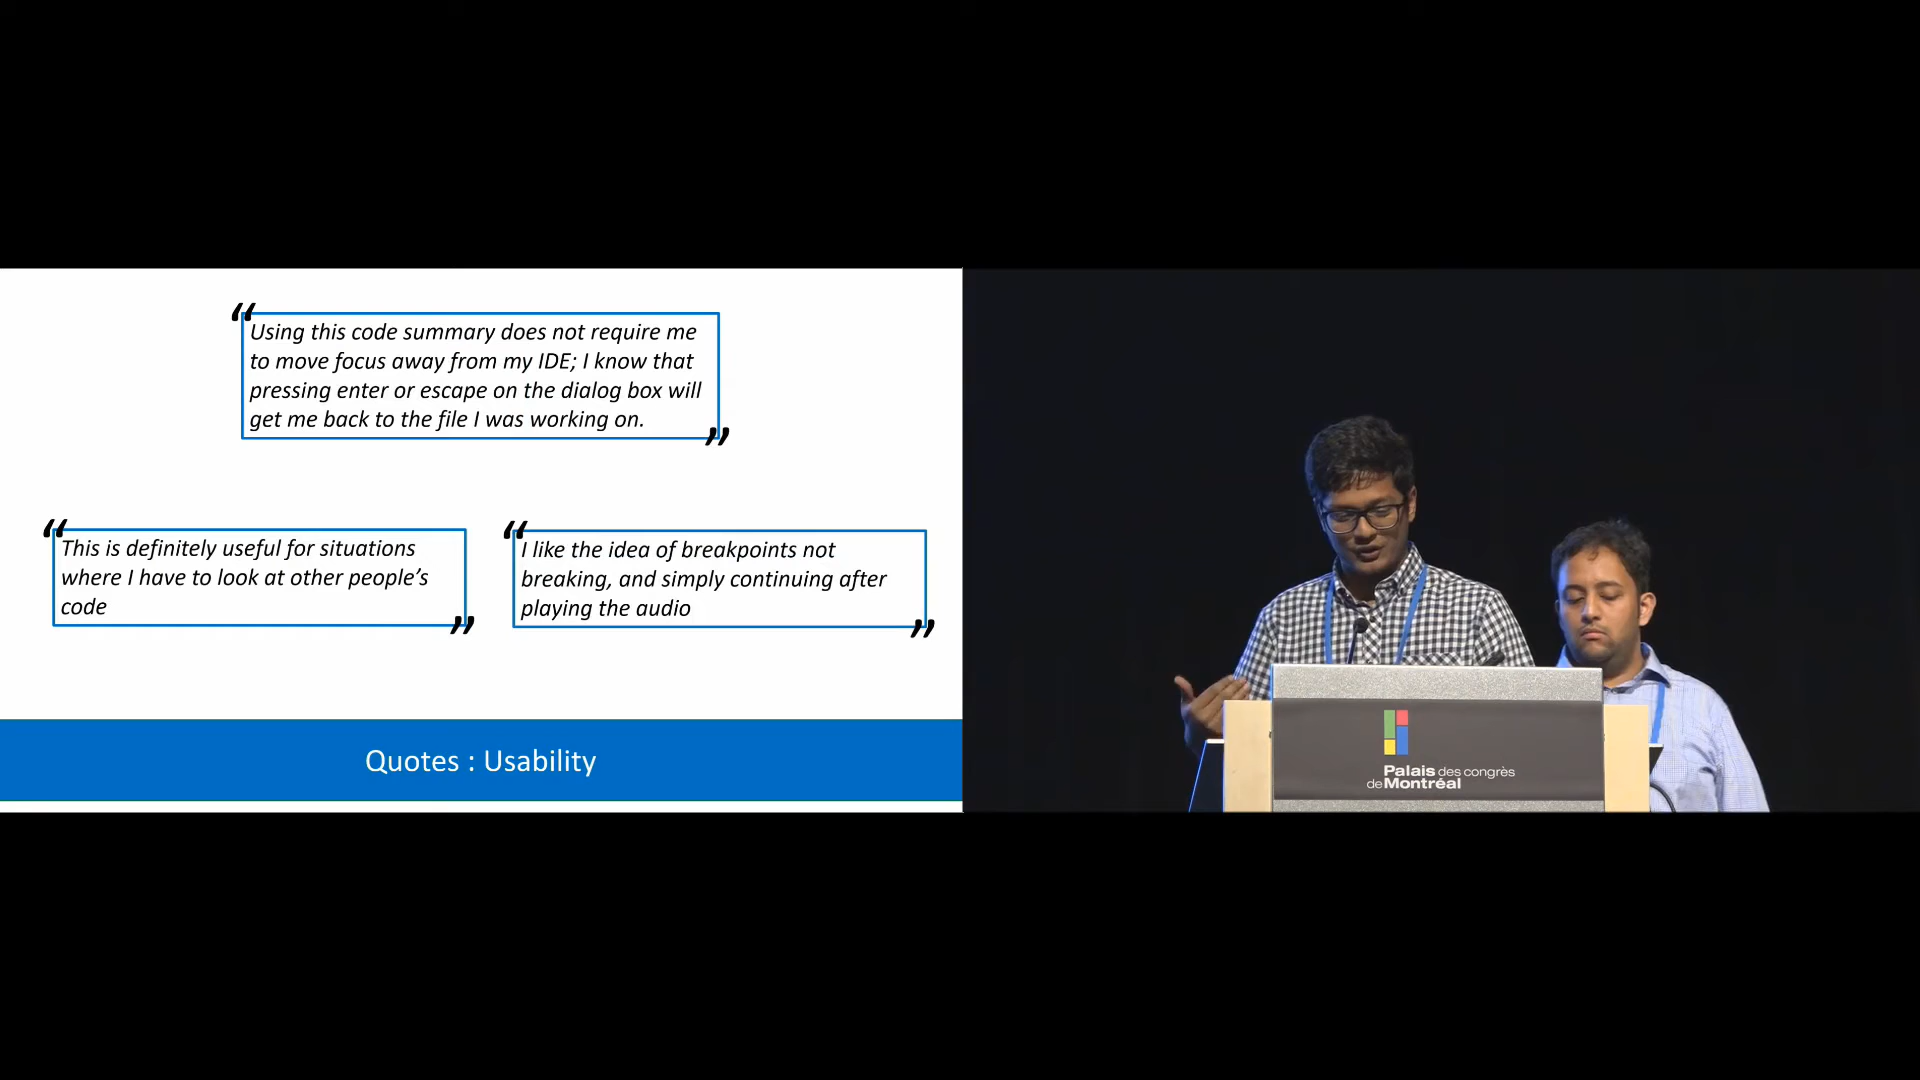 “
Using this code summary does not require me
to move focus away from my IDE; I know that
pressing enter or escape on the dialog box will
get me back to the file I was working on.
”
“
This is definitely useful for situations
where I have to look at other people’s
code
”
“
I like the idea of breakpoints not
breaking, and simply continuing after
playing the audio
”
Quotes : Usability
Palais des congrès
de Montréal